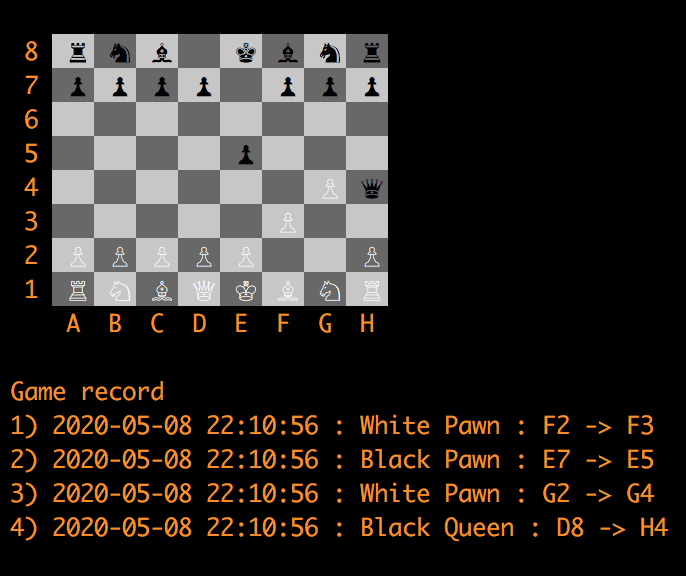 8
7
6
5
4
3
2
1
A B C D E F G H
Game record
1) 2020-05-08 22:10:56 : White Pawn : F2 -> F3
2) 2020-05-08 22:10:56 : Black Pawn : E7 -> E5
3) 2020-05-08 22:10:56 : White Pawn : G2 -> G4
4) 2020-05-08 22:10:56 : Black Queen : D8 -> H4